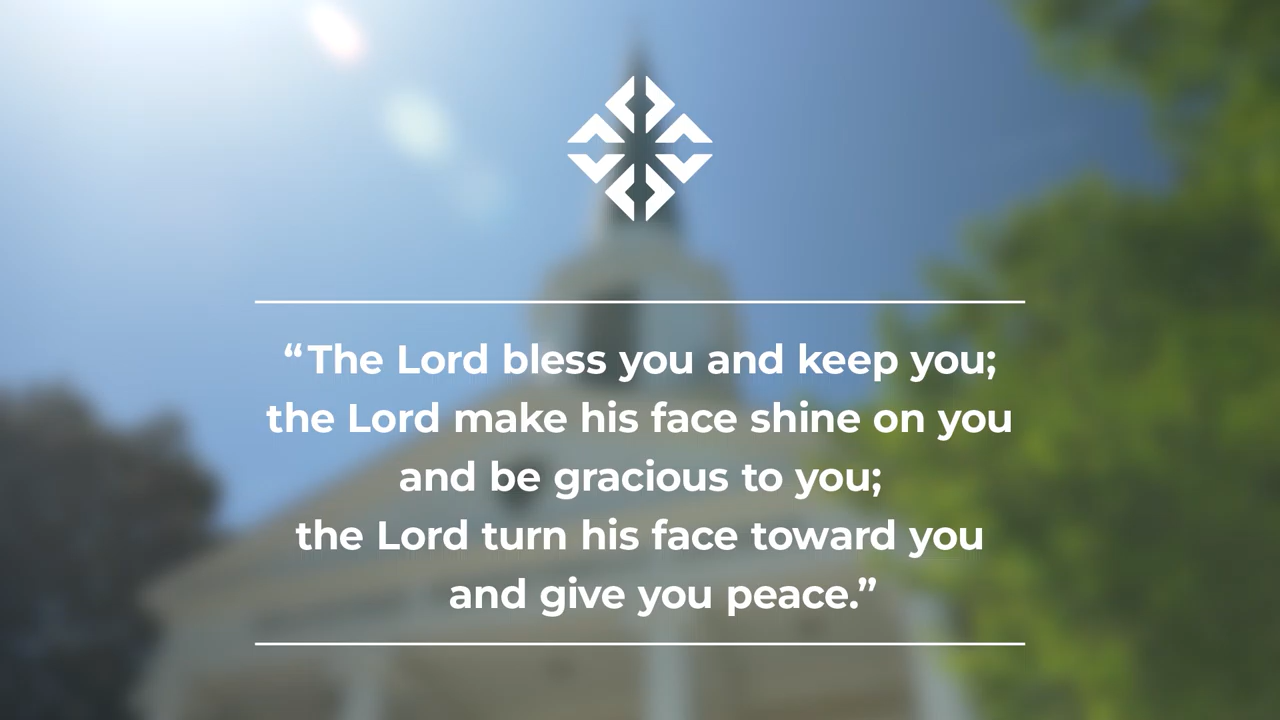 “The Lord bless you and keep you;
the Lord make his face shine on you
and be gracious to you;
the Lord turn his face toward you
and give you peace.”